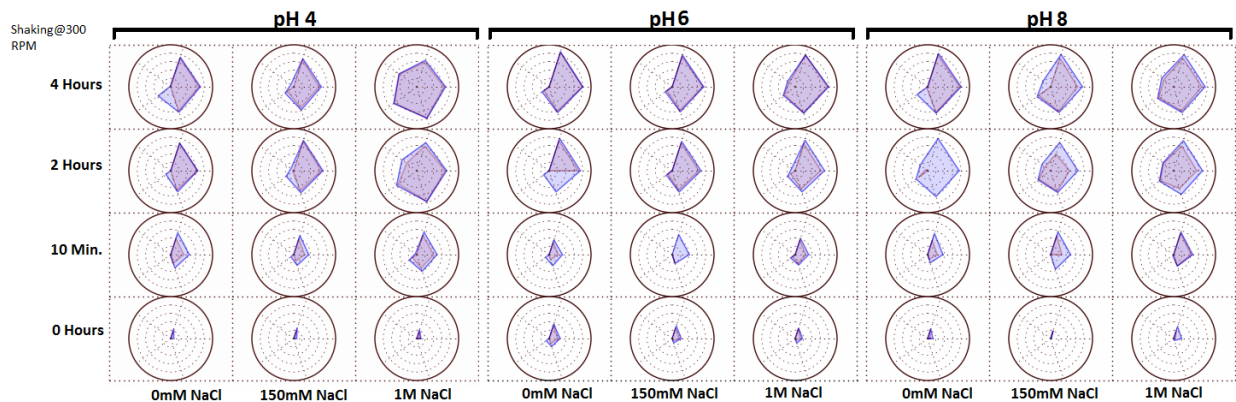 Shaking@300
RPM
pH 4
pH 6
pH 8
4 Hours
2 Hours
10 Min.
0 Hours
0mM NaCl
150mM NaCl
1M NaCl
0mM NaCl
150mM NaCl
1M NaCl
0mM NaCl
150mM NaCl
1M NaCl